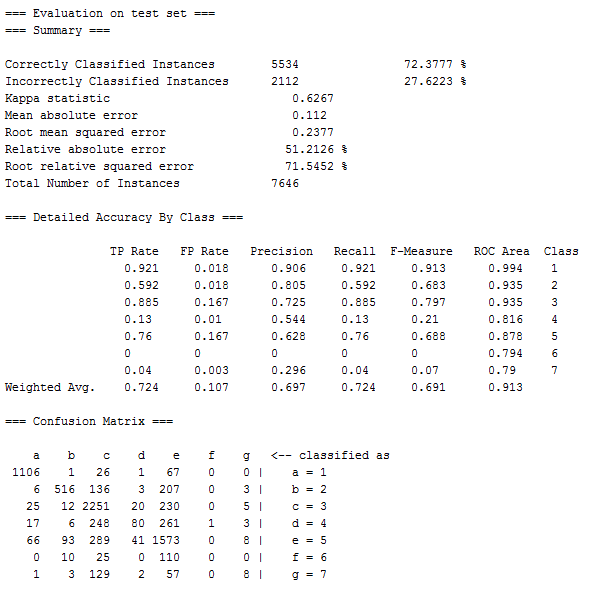 === Evaluation on test set ===
=== Summary ===
Correctly Classified Instances 5534 72.3777 %
Incorrectly Classified Instances 2112 27.6223 %
Kappa statistic 0.6267
Mean absolute error 0.112
Root mean squared error 0.2377
Relative absolute error 51.2126 %
Root relative squared error 71.5452 %
Total Number of Instances 7646
=== Detailed Accuracy By Class ===
TP Rate FP Rate Precision Recall F-Measure ROC Area Class
0.921 0.018 0.906 0.921 0.913 0.994 1
0.592 0.018 0.805 0.592 0.683 0.935 2
0.885 0.167 0.725 0.885 0.797 0.935 3
0.13 0.01 0.544 0.13 0.21 0.816 4
0.76 0.167 0.628 0.76 0.688 0.878 5
0 0 0 0 0 0.794 6
0.04 0.003 0.296 0.04 0.07 0.79 7
Weighted Avg. 0.724 0.107 0.697 0.724 0.691 0.913
=== Confusion Matrix ===
a b c d e f g <-- classified as
1106 1 26 1 67 0 0 | a = 1
6 516 136 3 207 0 3 | b = 2
25 12 2251 20 230 0 5 | c = 3
17 6 248 80 261 1 3 | d = 4
66 93 289 41 1573 0 8 | e = 5
0 10 25 0 110 0 0 | f = 6
1 3 129 2 57 0 8 | g = 7